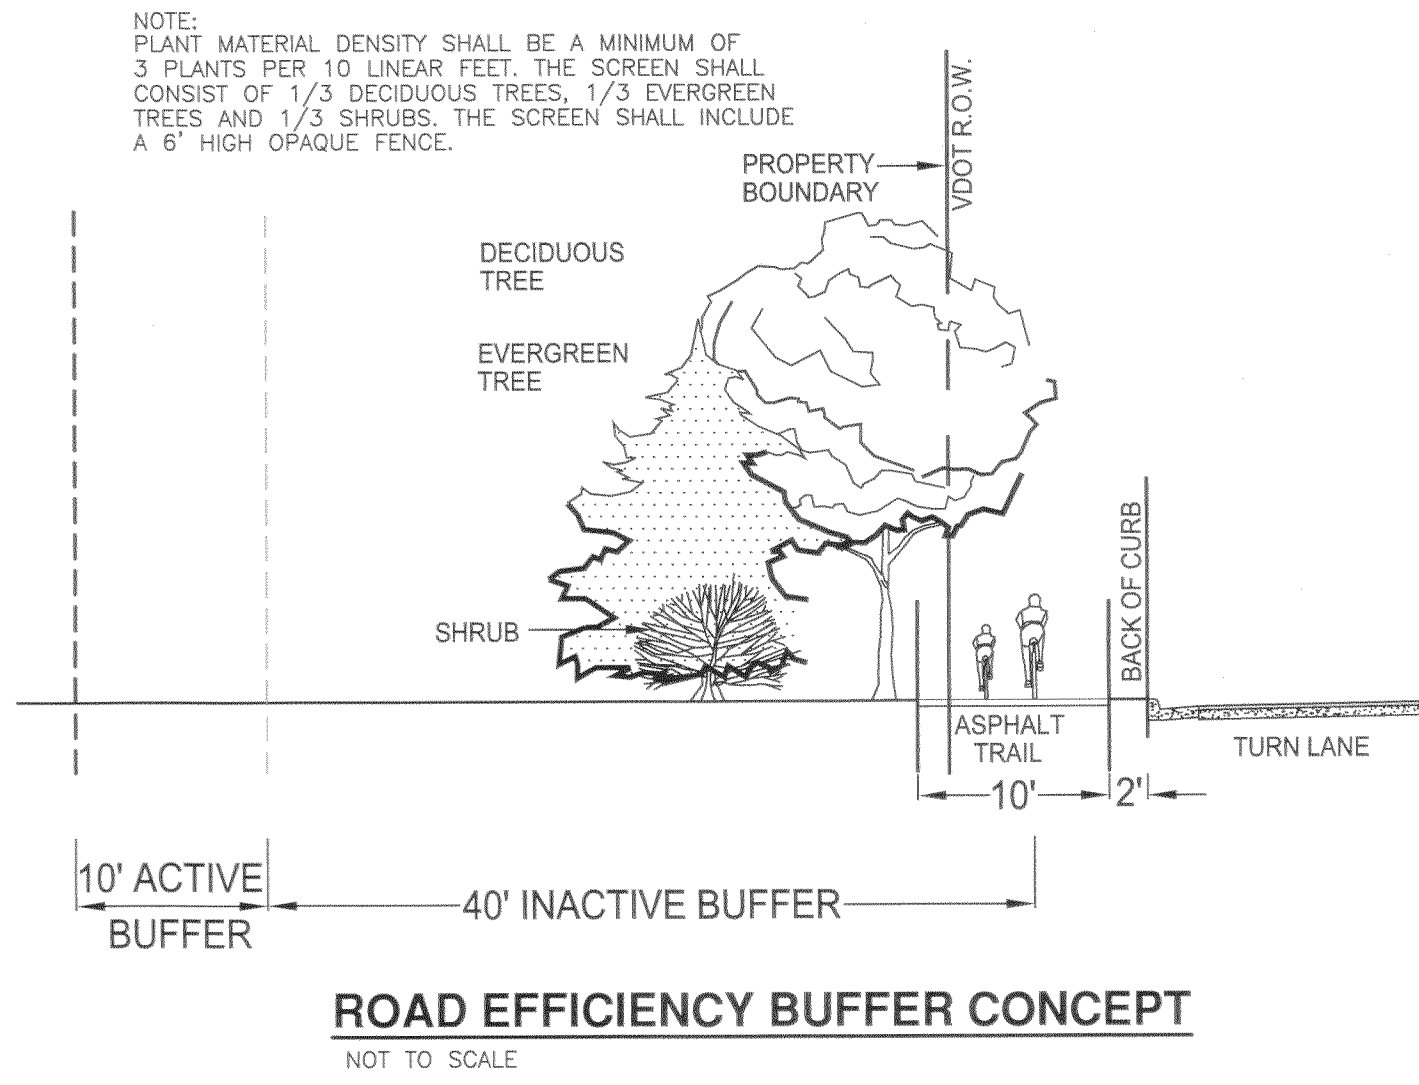 NOTE:
PLANT MATERIAL DENSITY SHALL BE A MINIMUM OF
3 PLANTS PER 10 LINEAR FEET. THE SCREEN SHALL
CONSIST OF 1/3 DECIDUOUS TREES, 1/3 EVERGREEN
TREES AND 1/3 SHRUBS. THE SCREEN SHALL INCLUDE
A 6' HIGH OPAQUE FENCE.
PROPERTY
BOUNDARY
VDOT R.O.W.
DECIDUOUS
TREE
EVERGREEN
TREE
SHRUB
BACK OF CURB
ASPHALT
TRAIL
TURN LANE
10'
2'
10' ACTIVE
BUFFER
40' INACTIVE BUFFER
ROAD EFFICIENCY BUFFER CONCEPT
NOT TO SCALE